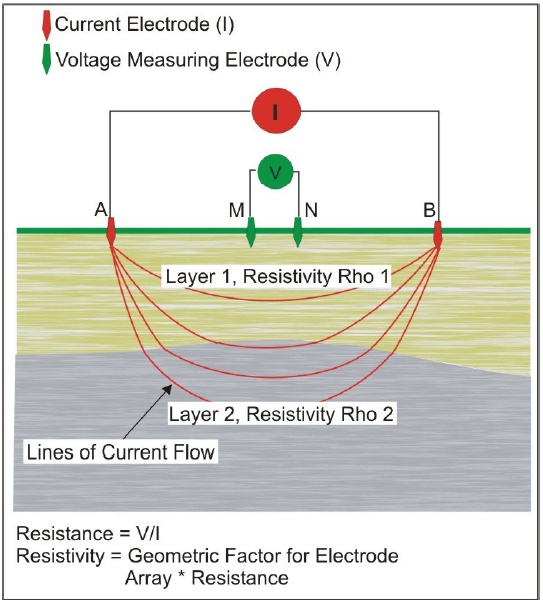 Current Electrode (I)
Voltage Measuring Electrode (V)
I
V
A
M
N
B
Layer 1, Resistivity Rho 1
Layer 2, Resistivity Rho 2
Lines of Current Flow
Resistance = V/I
Resistivity = Geometric Factor for Electrode
Array * Resistance